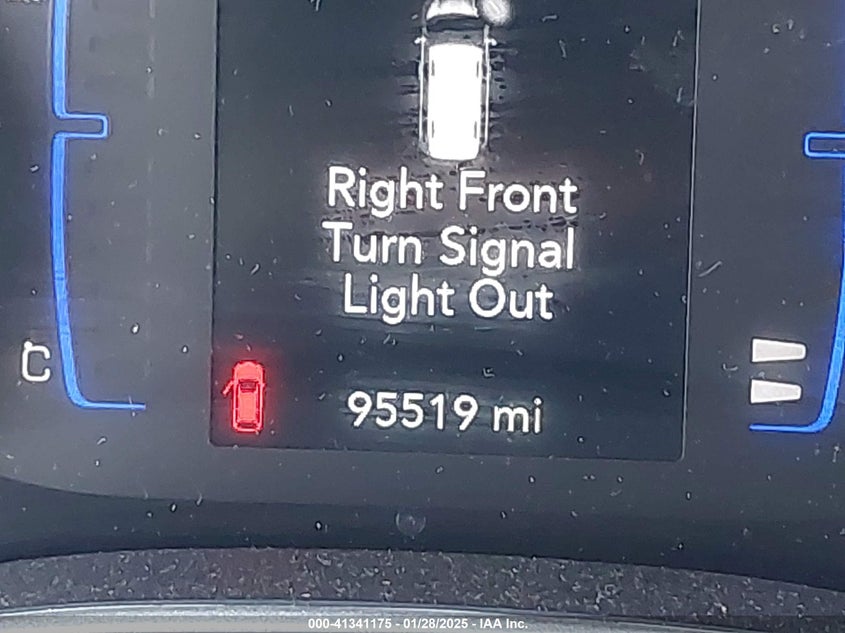 Right Front
Turn Signal
Light Out
C
95519 mi
000-41341175 - 01/28/2025 - IAA Inc.